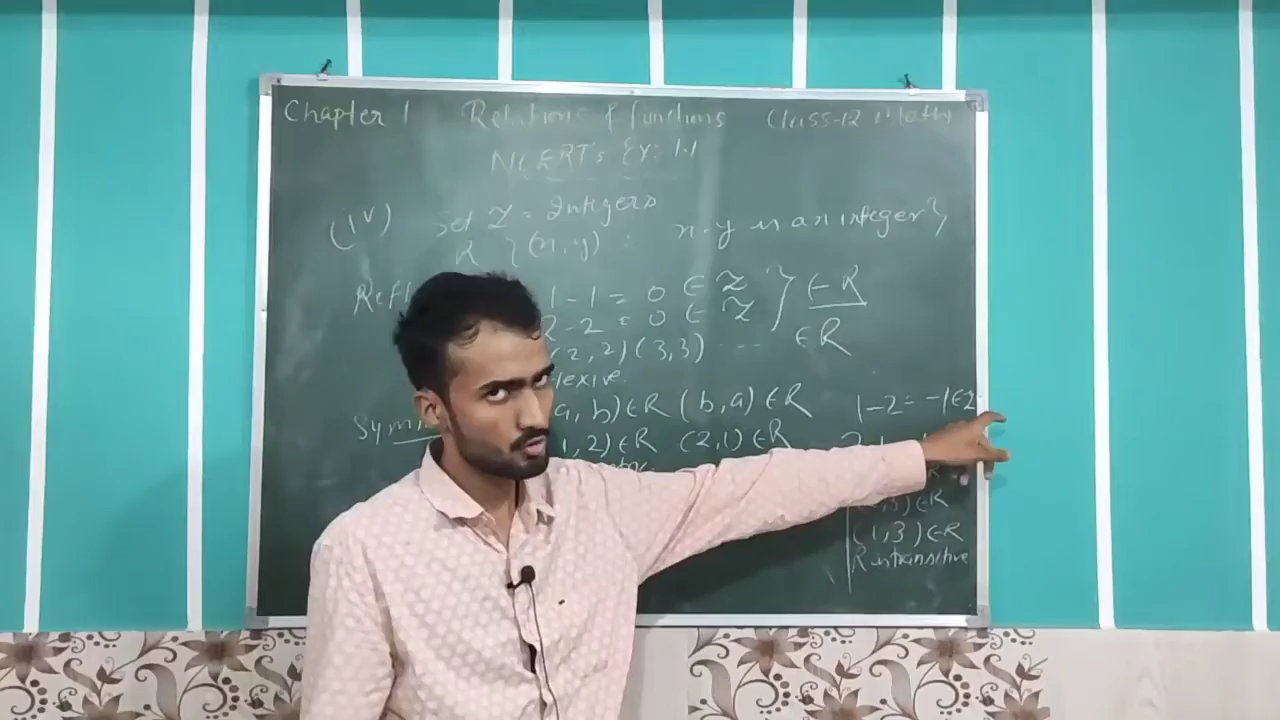 Chapter 1 Relations & functions Class-12 Maths
NCERT's Ex: 1.1
(iv) Set Z = Integers
R {(x,y) : x-y is an integer}
Refl 1-1 = 0 ∈ Z } ∈ R
2-2 = 0 ∈ Z
(2,2) (3,3) ---- ∈ R
lexive.
Symm a, b) ∈ R (b,a) ∈ R 1-2 = -1 ∈ Z
1,2) ∈ R (2,1) ∈ R
3) ∈ R
(1,3) ∈ R
R is transitive